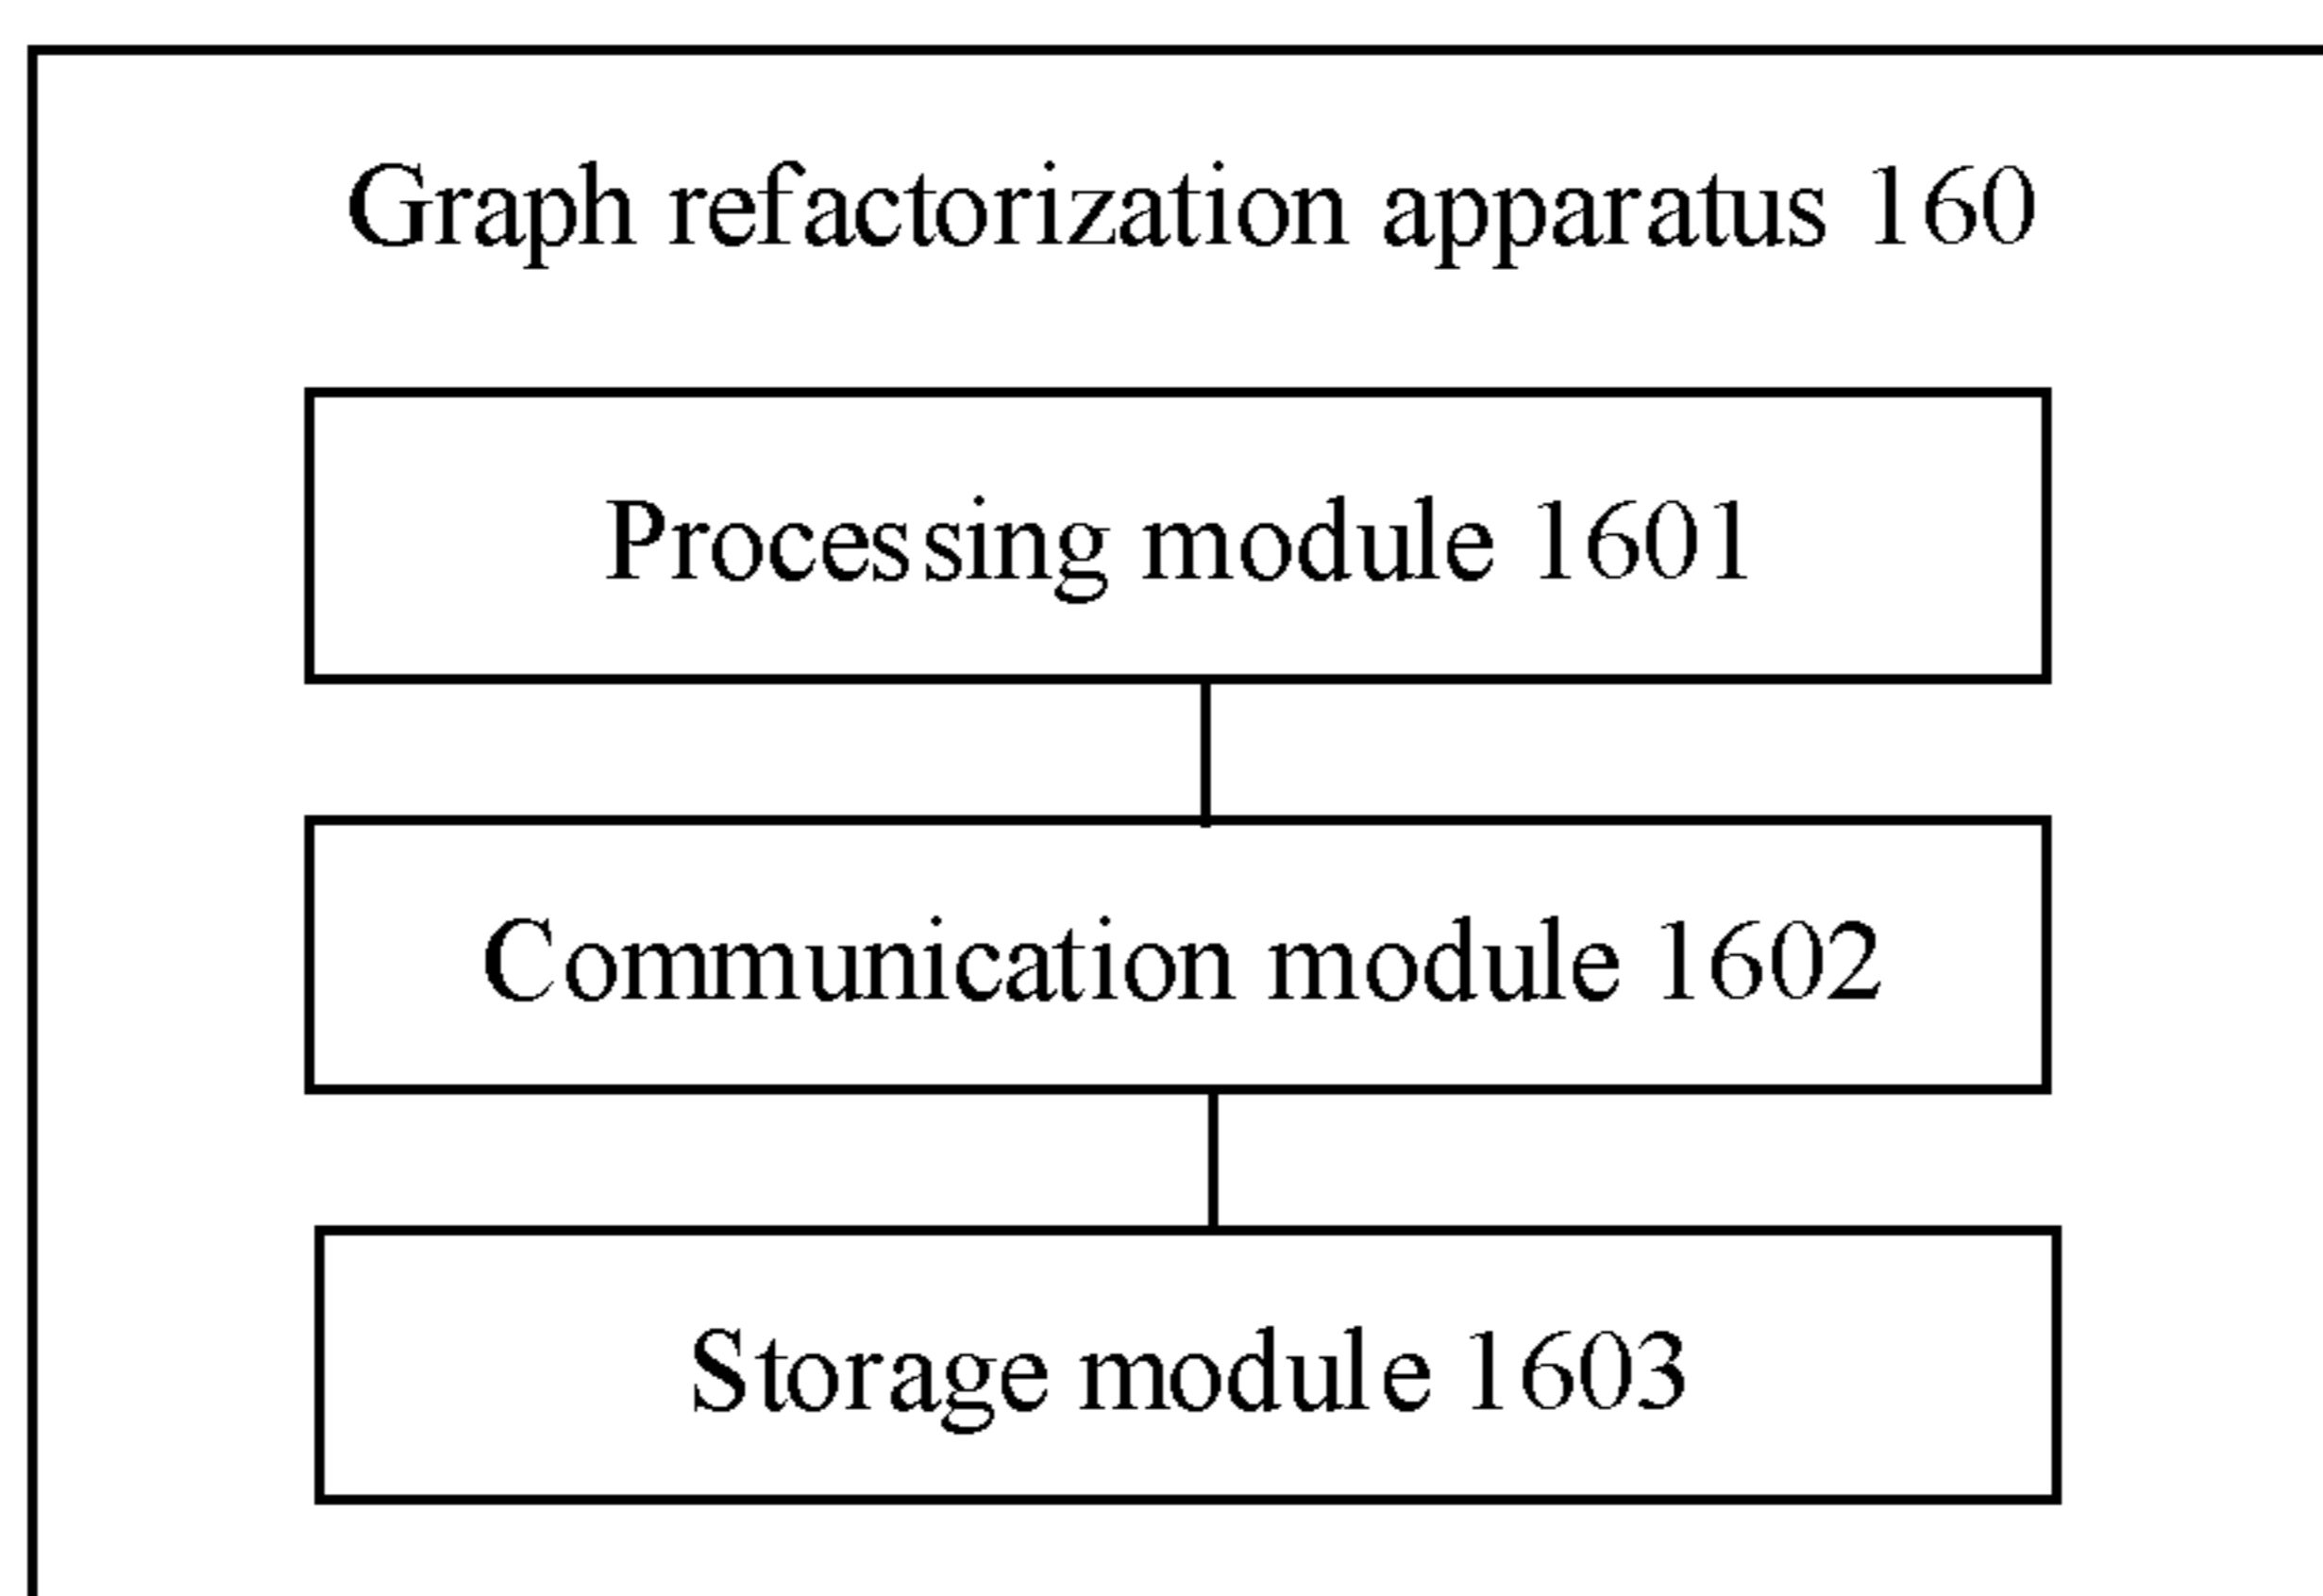 Graph refactorization apparatus 160
Processing module 1601
Communication module 1602
Storage module 1603